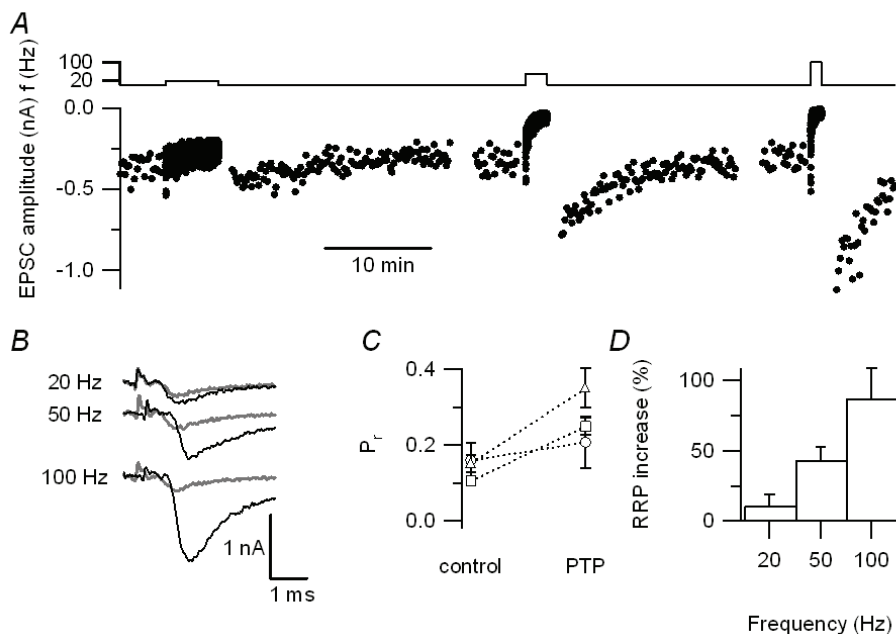 A
EPSC amplitude (nA) f (Hz)
100
20
0.0
-0.5
-1.0
10 min
B
20 Hz
50 Hz
100 Hz
1 nA
1 ms
C
Pr
0.4
0.2
0.0
control
PTP
D
RRP increase (%)
100
50
0
20
50
100
Frequency (Hz)